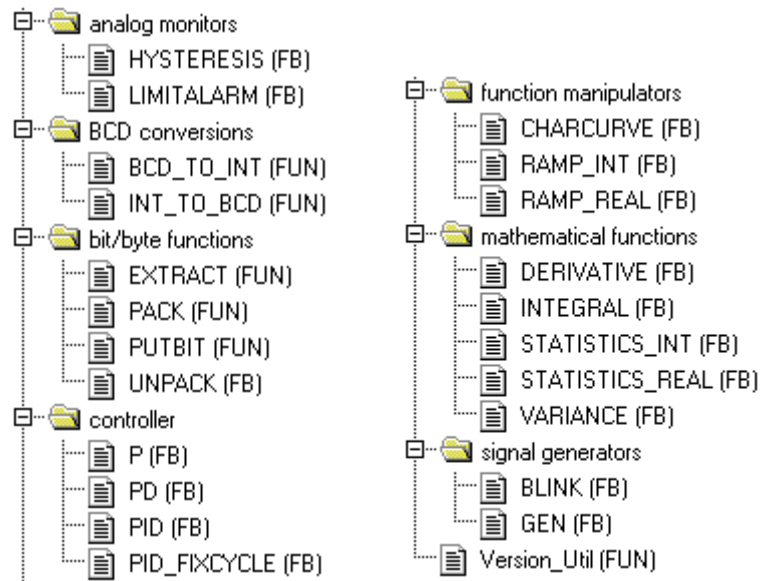 analog monitors
HYSTERESIS (FB)
LIMITALARM (FB)
BCD conversions
BCD_TO_INT (FUN)
INT_TO_BCD (FUN)
bit/byte functions
EXTRACT (FUN)
PACK (FUN)
PUTBIT (FUN)
UNPACK (FB)
controller
P (FB)
PD (FB)
PID (FB)
PID_FIXCYCLE (FB)
function manipulators
CHARCURVE (FB)
RAMP_INT (FB)
RAMP_REAL (FB)
mathematical functions
DERIVATIVE (FB)
INTEGRAL (FB)
STATISTICS_INT (FB)
STATISTICS_REAL (FB)
VARIANCE (FB)
signal generators
BLINK (FB)
GEN (FB)
Version_Util (FUN)